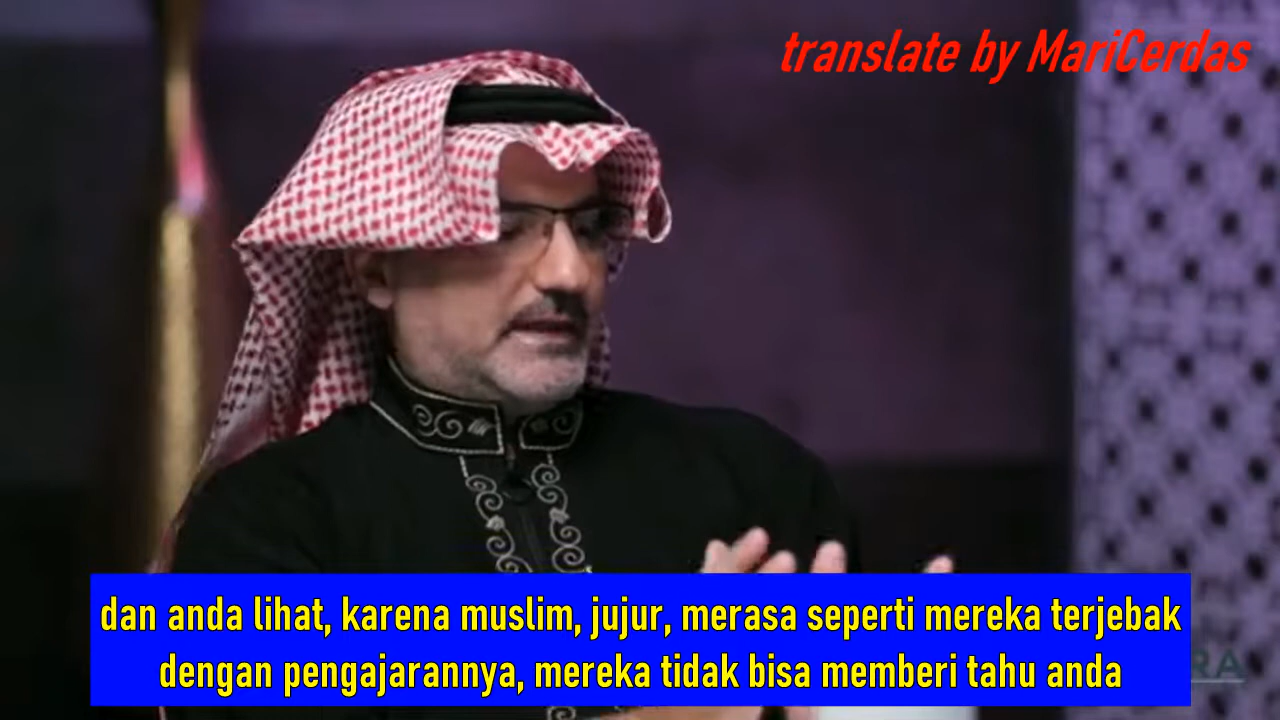 translate by MariCerdas
dan anda lihat, karena muslim, jujur, merasa seperti mereka terjebak
dengan pengajarannya, mereka tidak bisa memberi tahu anda